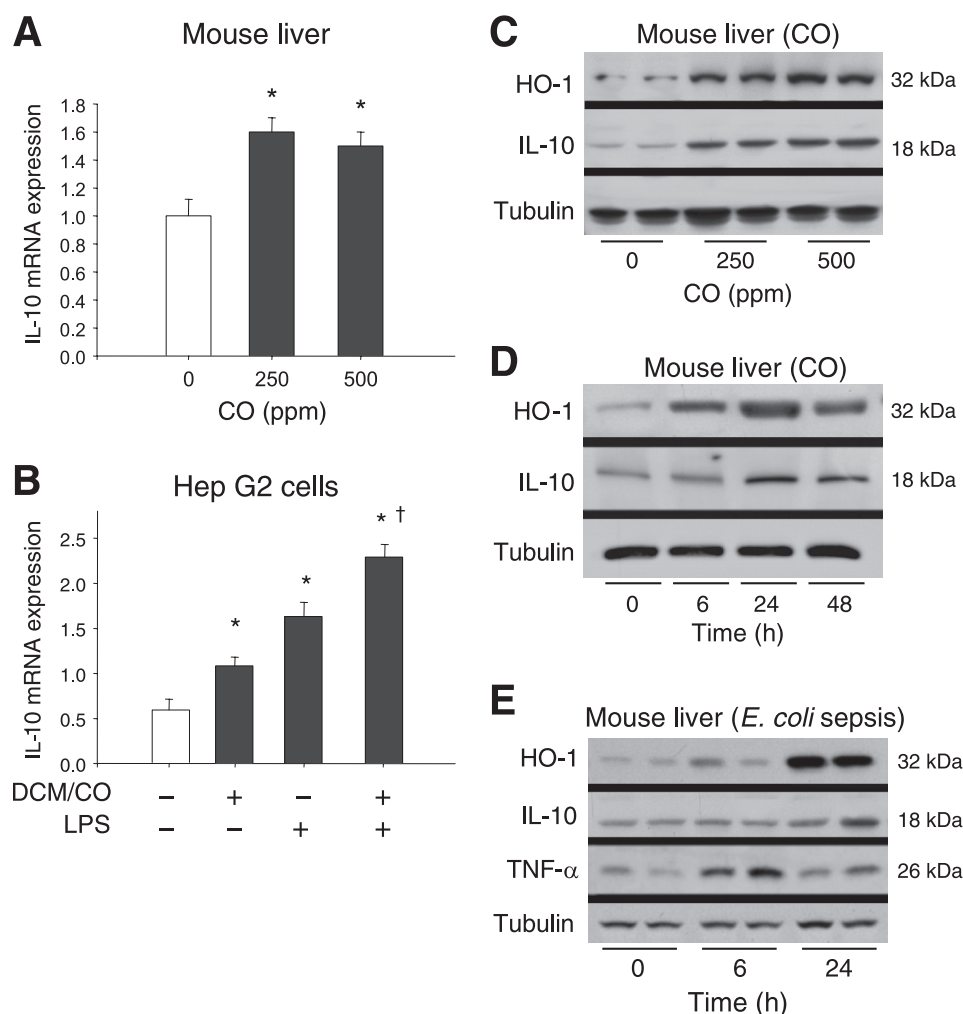 A
Mouse liver
IL-10 mRNA expression
1.8
1.6
1.4
1.2
1.0
0.8
0.6
0.4
0.2
0.0
* *
0 250 500
CO (ppm)
B
Hep G2 cells
IL-10 mRNA expression
2.5
2.0
1.5
1.0
0.5
0.0
* * * †
DCM/CO − + − +
LPS − − + +
C
Mouse liver (CO)
HO-1 32 kDa
IL-10 18 kDa
Tubulin
0 250 500
CO (ppm)
D
Mouse liver (CO)
HO-1 32 kDa
IL-10 18 kDa
Tubulin
0 6 24 48
Time (h)
E
Mouse liver (E. coli sepsis)
HO-1 32 kDa
IL-10 18 kDa
TNF-α 26 kDa
Tubulin
0 6 24
Time (h)